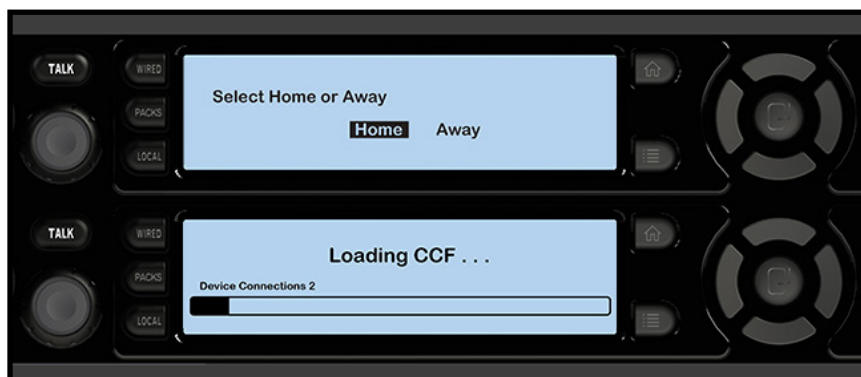 TALK
WIRED
PACKS
LOCAL
Select Home or Away
Home Away
TALK
WIRED
PACKS
LOCAL
Loading CCF . . .
Device Connections 2